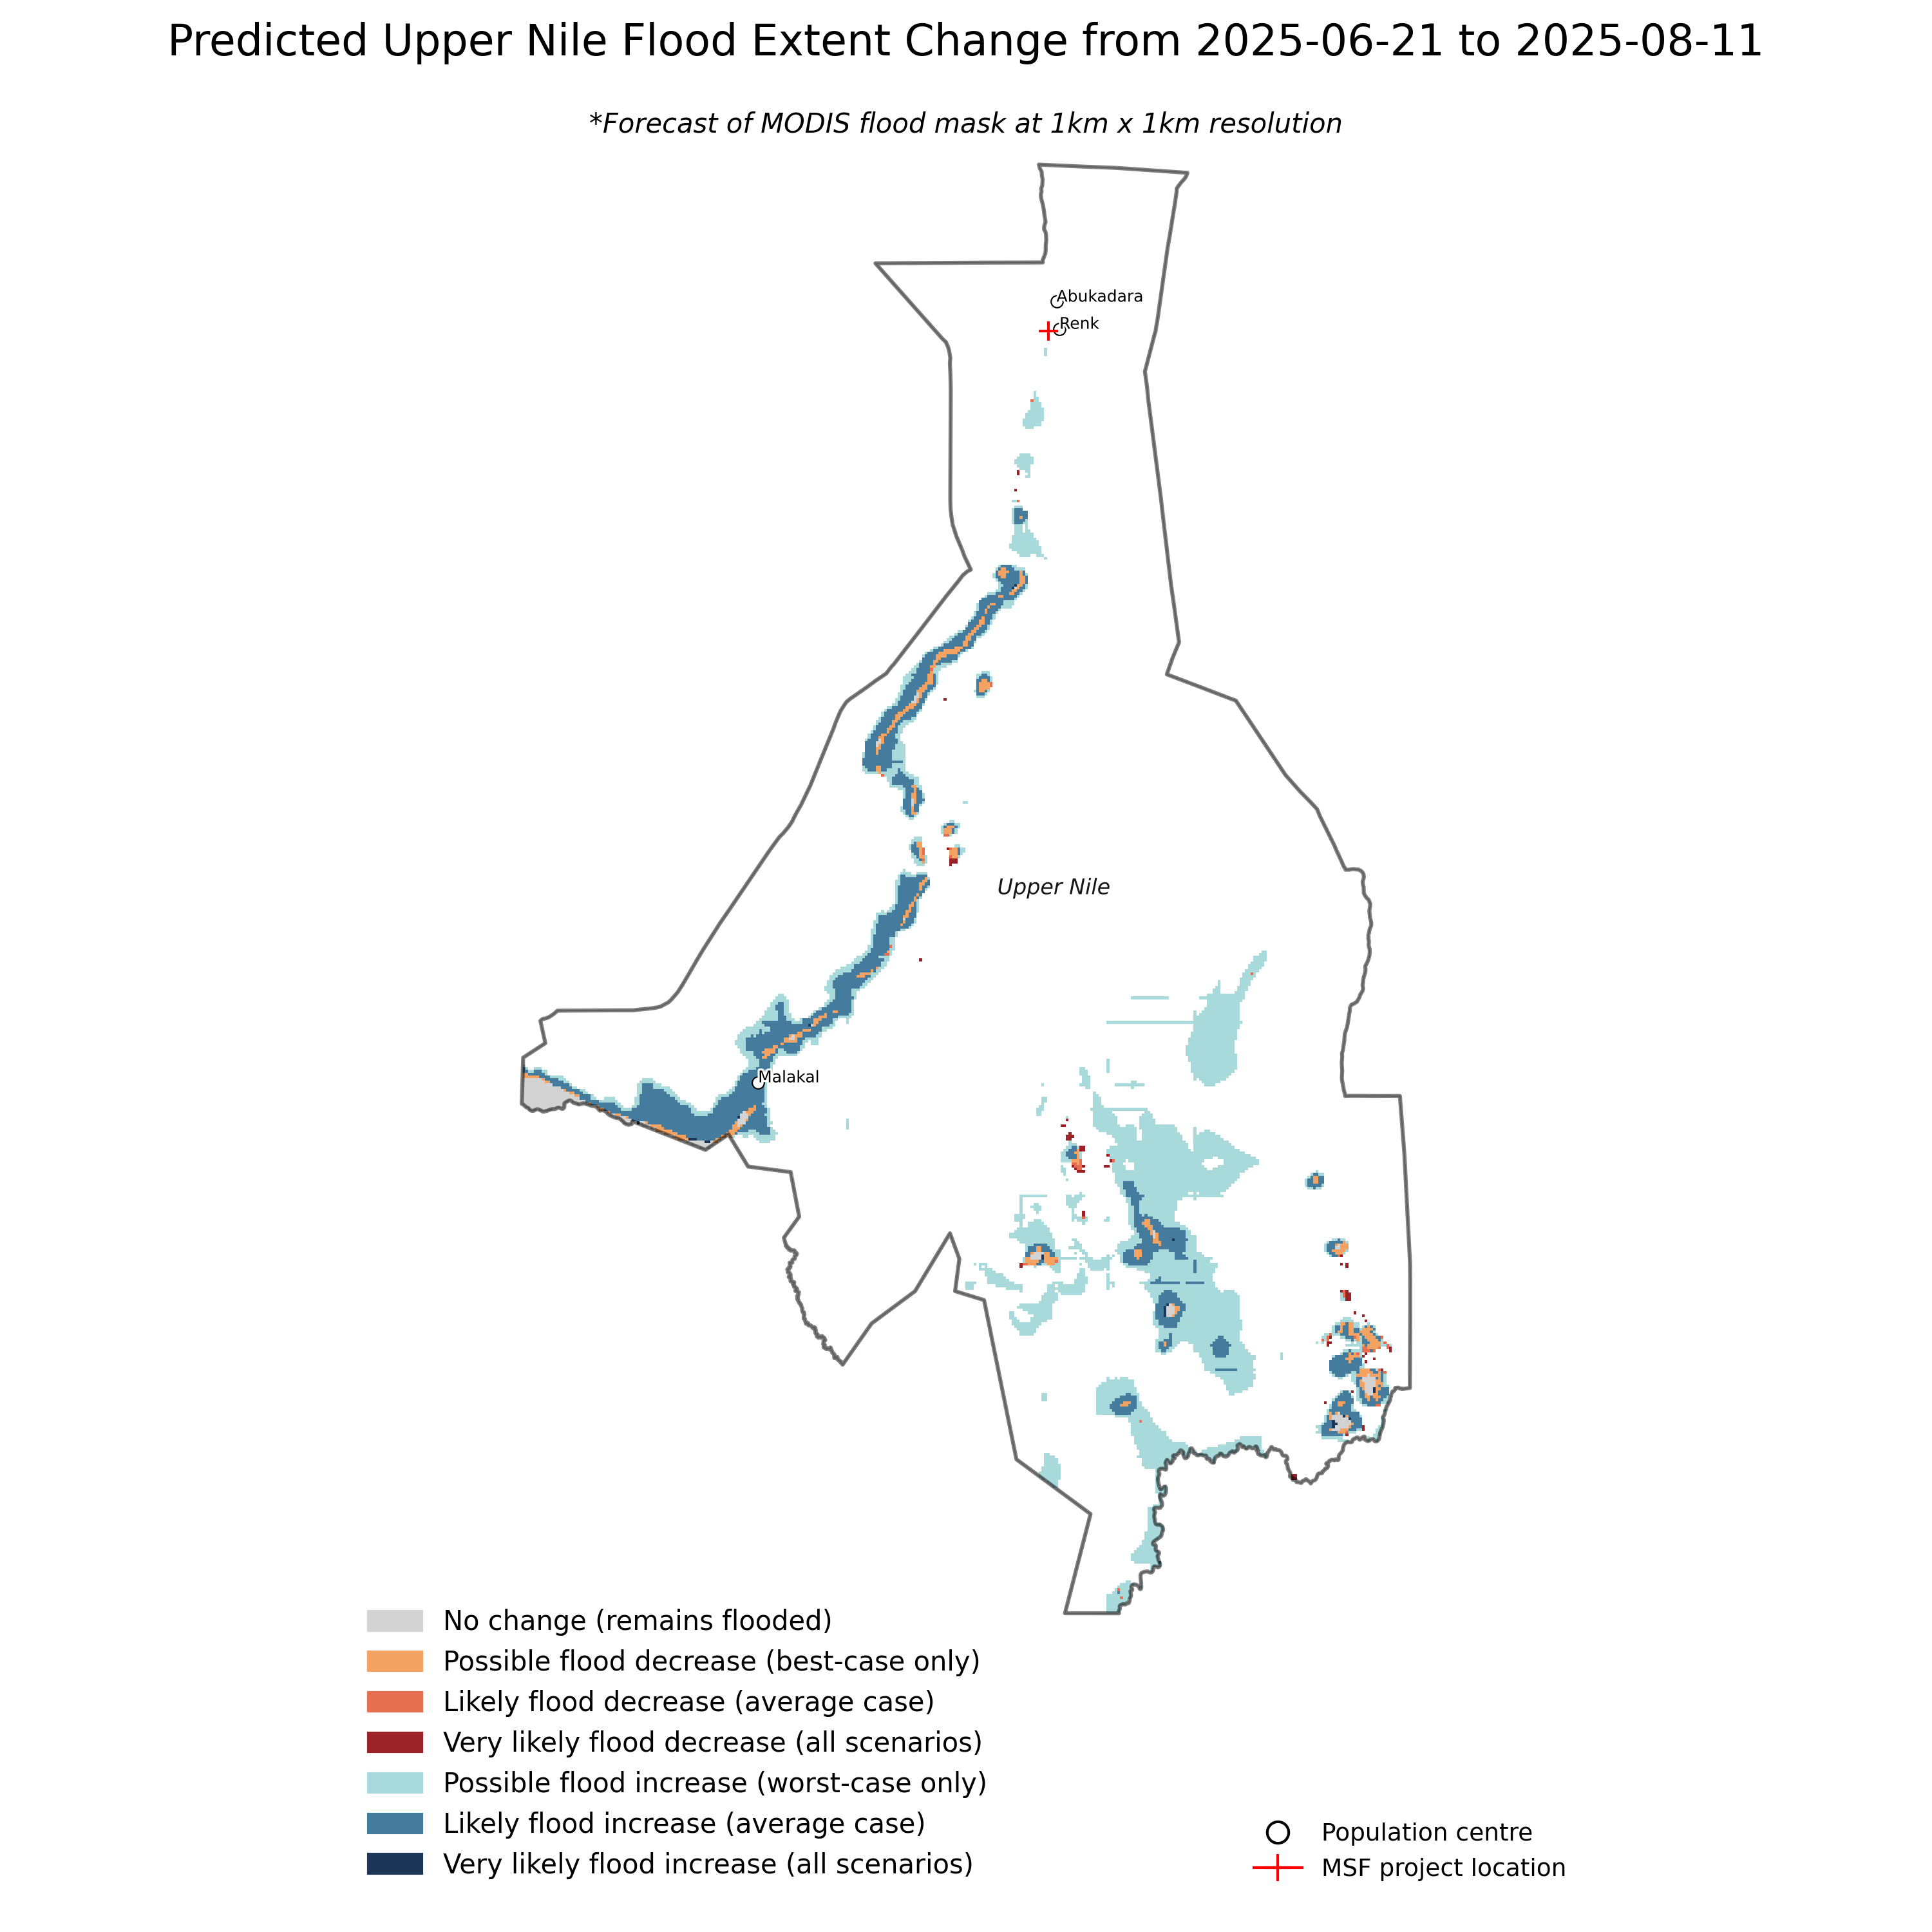 Predicted Upper Nile Flood Extent Change from 2025-06-21 to 2025-08-11
*Forecast of MODIS flood mask at 1km x 1km resolution
Abukadara
Renk
Upper Nile
Malakal
No change (remains flooded)
Possible flood decrease (best-case only)
Likely flood decrease (average case)
Very likely flood decrease (all scenarios)
Possible flood increase (worst-case only)
Likely flood increase (average case)
Very likely flood increase (all scenarios)
Population centre
MSF project location